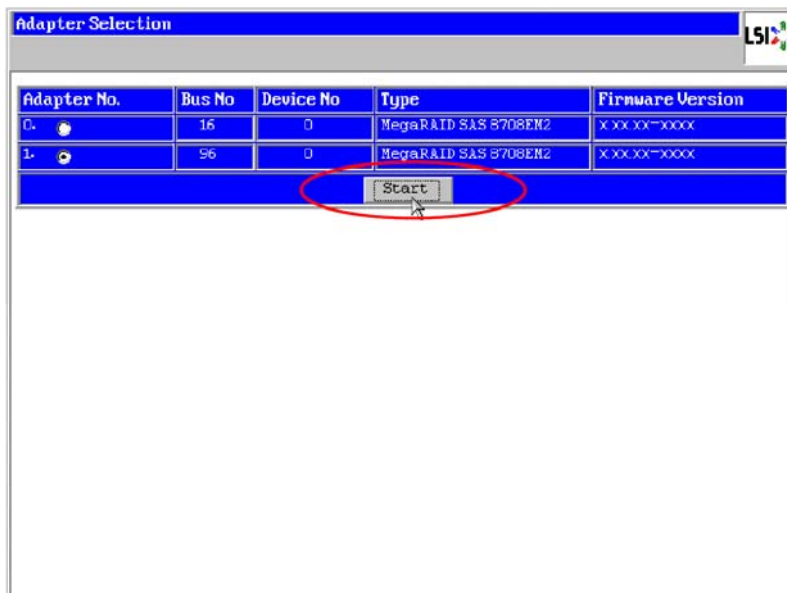 Adapter Selection
LSI
Adapter No. Bus No Device No Type Firmware Version
0. 16 0 MegaRAID SAS 8708EM2 X.XX.XX-XXXX
1. 96 0 MegaRAID SAS 8708EM2 X.XX.XX-XXXX
Start